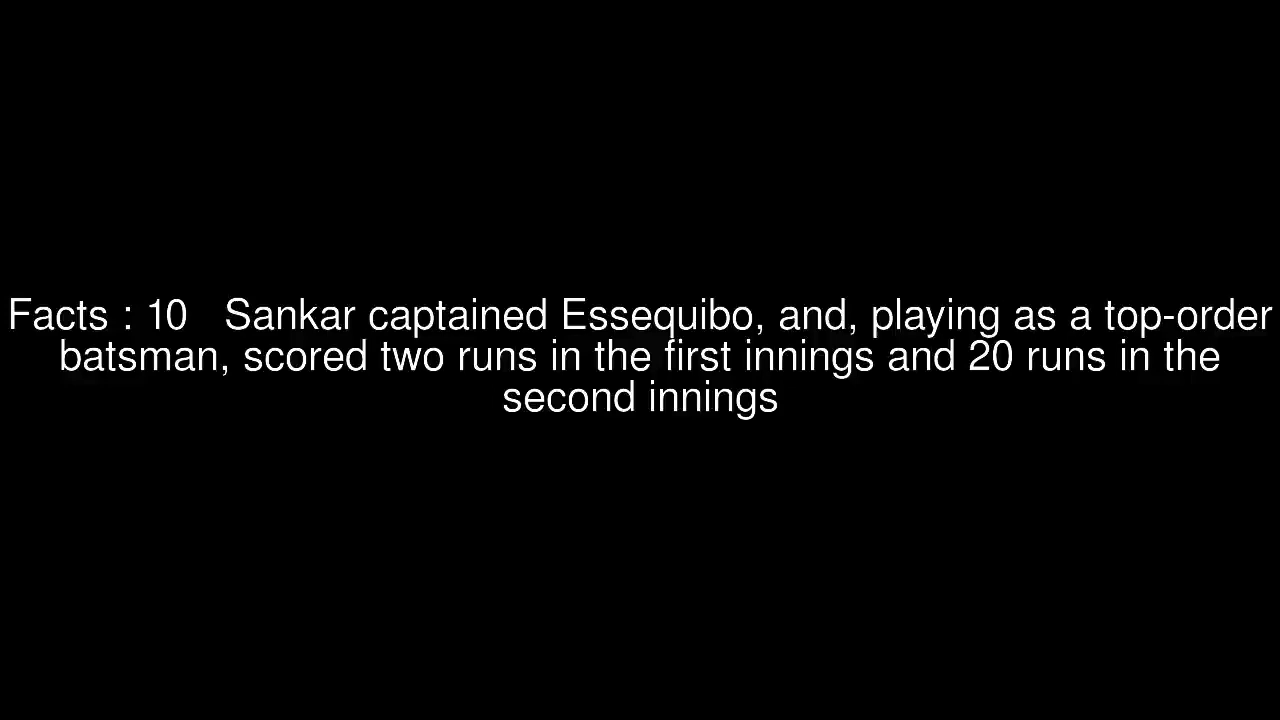 Facts : 10   Sankar captained Essequibo, and, playing as a top-order
batsman, scored two runs in the first innings and 20 runs in the
second innings